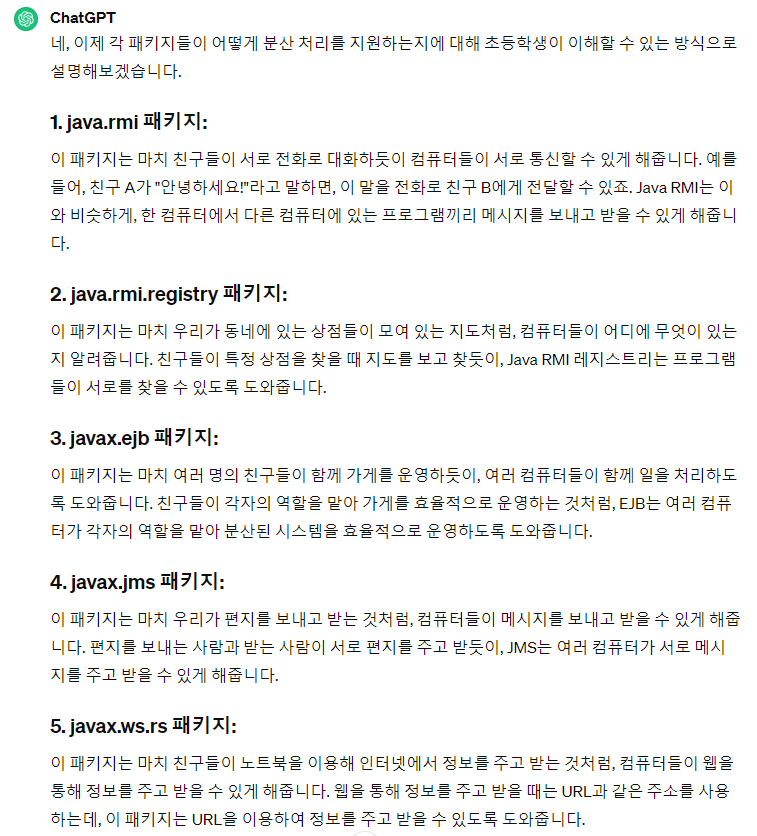 ChatGPT
네, 이제 각 패키지들이 어떻게 분산 처리를 지원하는지에 대해 초등학생이 이해할 수 있는 방식으로
설명해보겠습니다.
1. java.rmi 패키지:
이 패키지는 마치 친구들이 서로 전화로 대화하듯이 컴퓨터들이 서로 통신할 수 있게 해줍니다. 예를
들어, 친구 A가 "안녕하세요!"라고 말하면, 이 말을 전화로 친구 B에게 전달할 수 있죠. Java RMI는 이
와 비슷하게, 한 컴퓨터에서 다른 컴퓨터에 있는 프로그램끼리 메시지를 보내고 받을 수 있게 해줍니
다.
2. java.rmi.registry 패키지:
이 패키지는 마치 우리가 동네에 있는 상점들이 모여 있는 지도처럼, 컴퓨터들이 어디에 무엇이 있는
지 알려줍니다. 친구들이 특정 상점을 찾을 때 지도를 보고 찾듯이, Java RMI 레지스트리는 프로그램
들이 서로를 찾을 수 있도록 도와줍니다.
3. javax.ejb 패키지:
이 패키지는 마치 여러 명의 친구들이 함께 가게를 운영하듯이, 여러 컴퓨터들이 함께 일을 처리하도
록 도와줍니다. 친구들이 각자의 역할을 맡아 가게를 효율적으로 운영하는 것처럼, EJB는 여러 컴퓨
터가 각자의 역할을 맡아 분산된 시스템을 효율적으로 운영하도록 도와줍니다.
4. javax.jms 패키지:
이 패키지는 마치 우리가 편지를 보내고 받는 것처럼, 컴퓨터들이 메시지를 보내고 받을 수 있게 해줍
니다. 편지를 보내는 사람과 받는 사람이 서로 편지를 주고 받듯이, JMS는 여러 컴퓨터가 서로 메시
지를 주고 받을 수 있게 해줍니다.
5. javax.ws.rs 패키지:
이 패키지는 마치 친구들이 노트북을 이용해 인터넷에서 정보를 주고 받는 것처럼, 컴퓨터들이 웹을
통해 정보를 주고 받을 수 있게 해줍니다. 웹을 통해 정보를 주고 받을 때는 URL과 같은 주소를 사용
하는데, 이 패키지는 URL을 이용하여 정보를 주고 받을 수 있도록 도와줍니다.